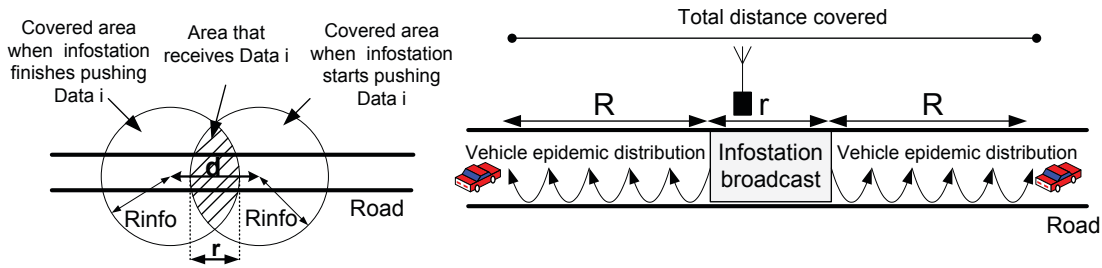 Covered area
when infostation
finishes pushing
Data i
Area that
receives Data i
Covered area
when infostation
starts pushing
Data i
d
Rinfo
Rinfo
Road
r
Total distance covered
R
r
R
Vehicle epidemic distribution
Infostation
broadcast
Vehicle epidemic distribution
Road